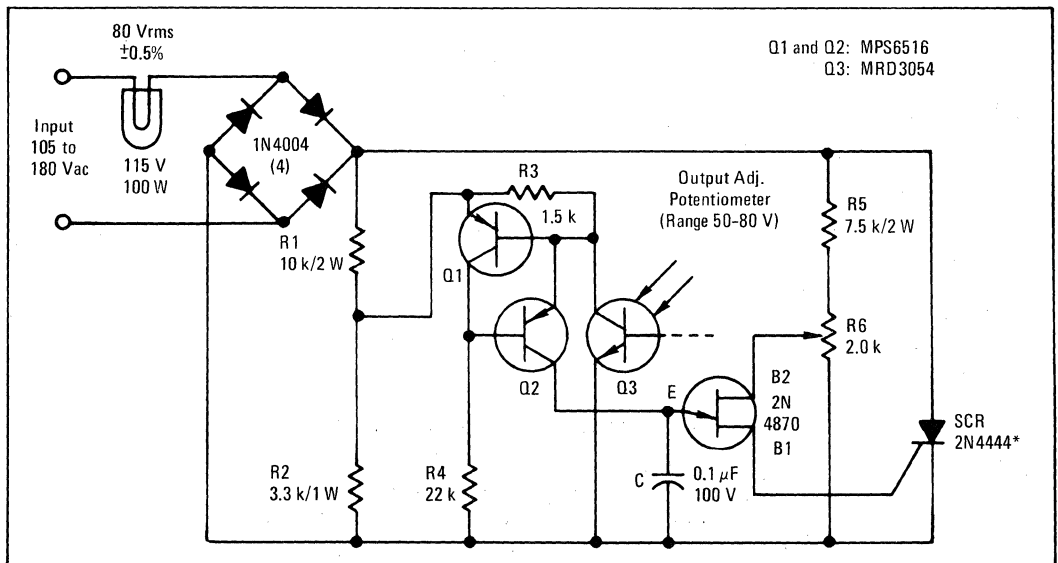 80 Vrms
±0.5%
Q1 and Q2: MPS6516
Q3: MRD3054
Input
105 to
180 Vac
115 V
100 W
1N4004
(4)
R3
1.5 k
Output Adj.
Potentiometer
(Range 50-80 V)
R5
7.5 k/2 W
R1
10 k/2 W
Q1
R6
2.0 k
Q2
Q3
E
B2
2N
4870
B1
SCR
2N4444*
R2
3.3 k/1 W
R4
22 k
C
0.1 μF
100 V